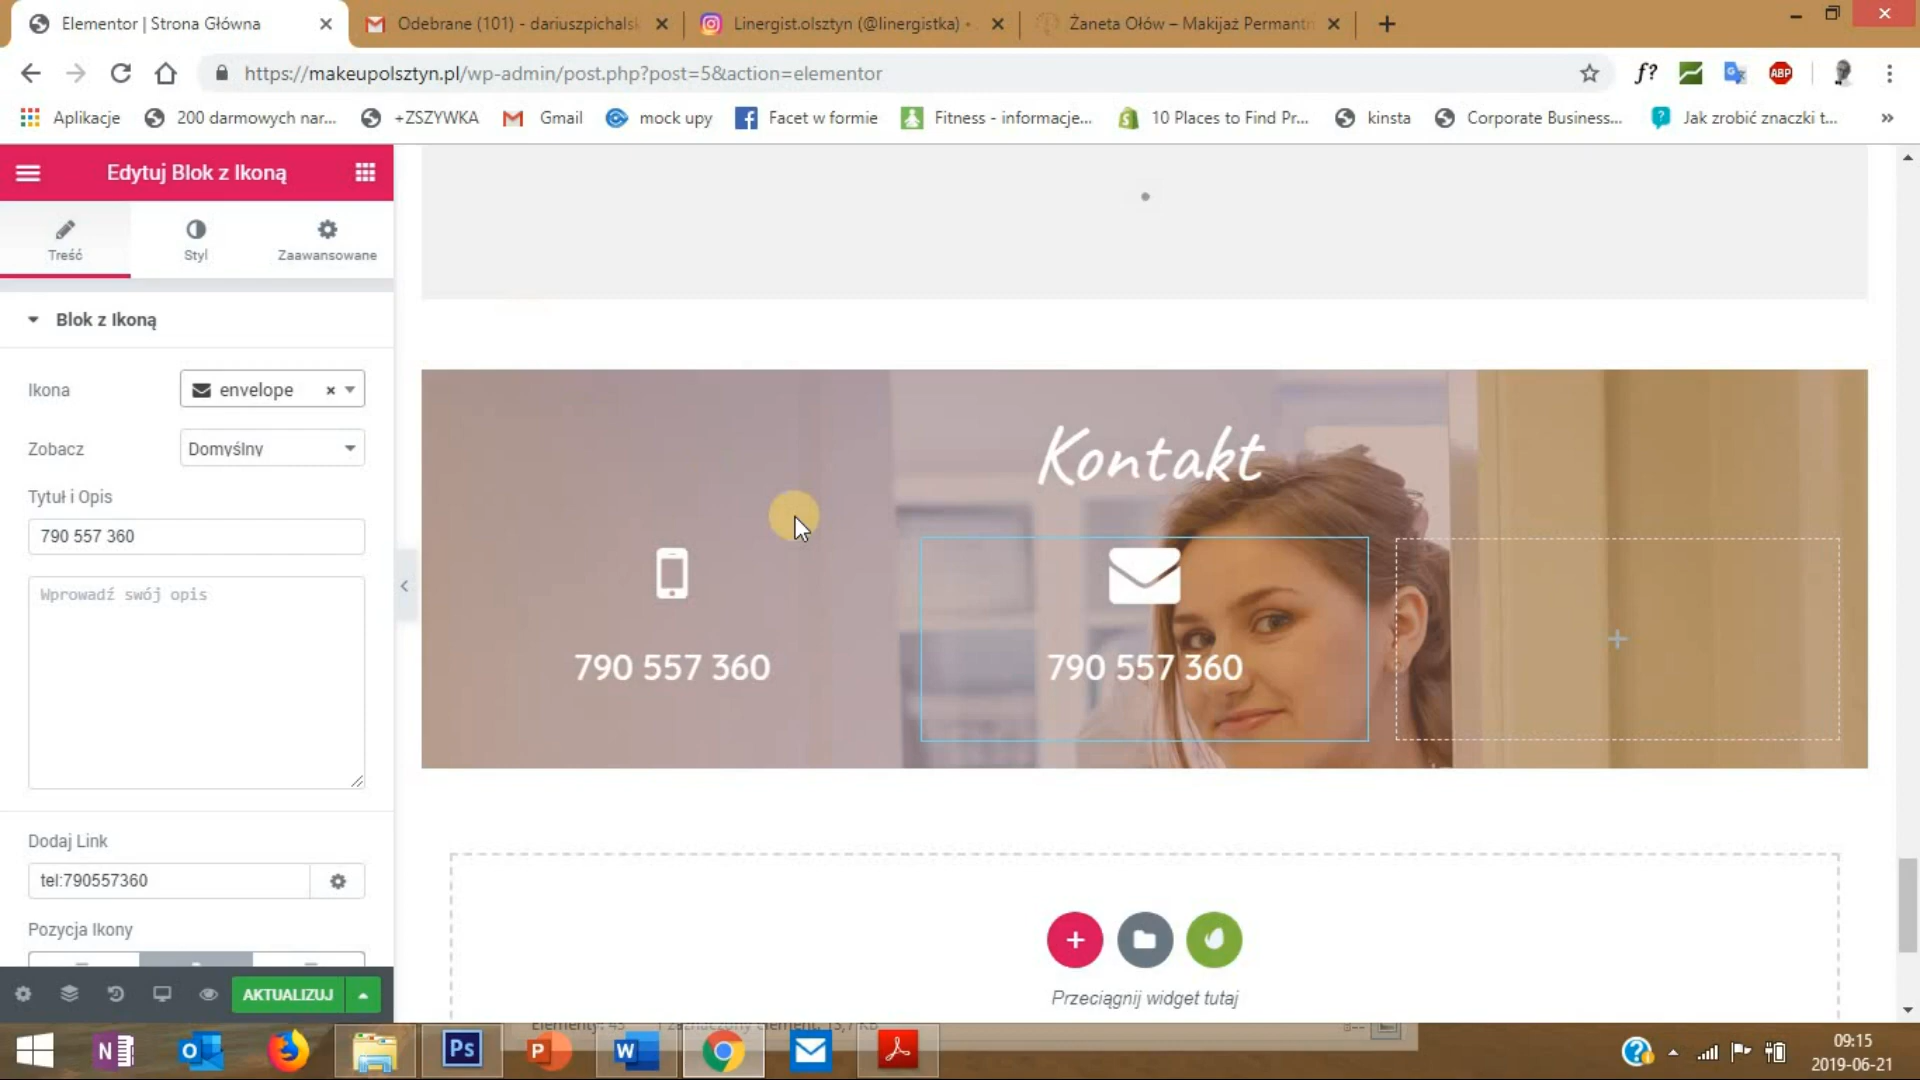 Elementor | Strona Główna
Odebrane (101) - dariuszpichalsk
Linergist.olsztyn (@linergistka) •
Żaneta Ołów – Makijaż Permantn
https://makeupolsztyn.pl/wp-admin/post.php?post=5&action=elementor
f?
ABP
Aplikacje
200 darmowych nar...
+ZSZYWKA
Gmail
mock upy
Facet w formie
Fitness - informacje...
10 Places to Find Pr...
kinsta
Corporate Business...
Jak zrobić znaczki t...
Edytuj Blok z Ikoną
Treść
Styl
Zaawansowane
Blok z Ikoną
Ikona
envelope
Zobacz
Domyślny
Tytuł i Opis
790 557 360
Wprowadź swój opis
Dodaj Link
tel:790557360
Pozycja Ikony
AKTUALIZUJ
Kontakt
790 557 360
790 557 360
Przeciągnij widget tutaj
09:15
2019-06-21